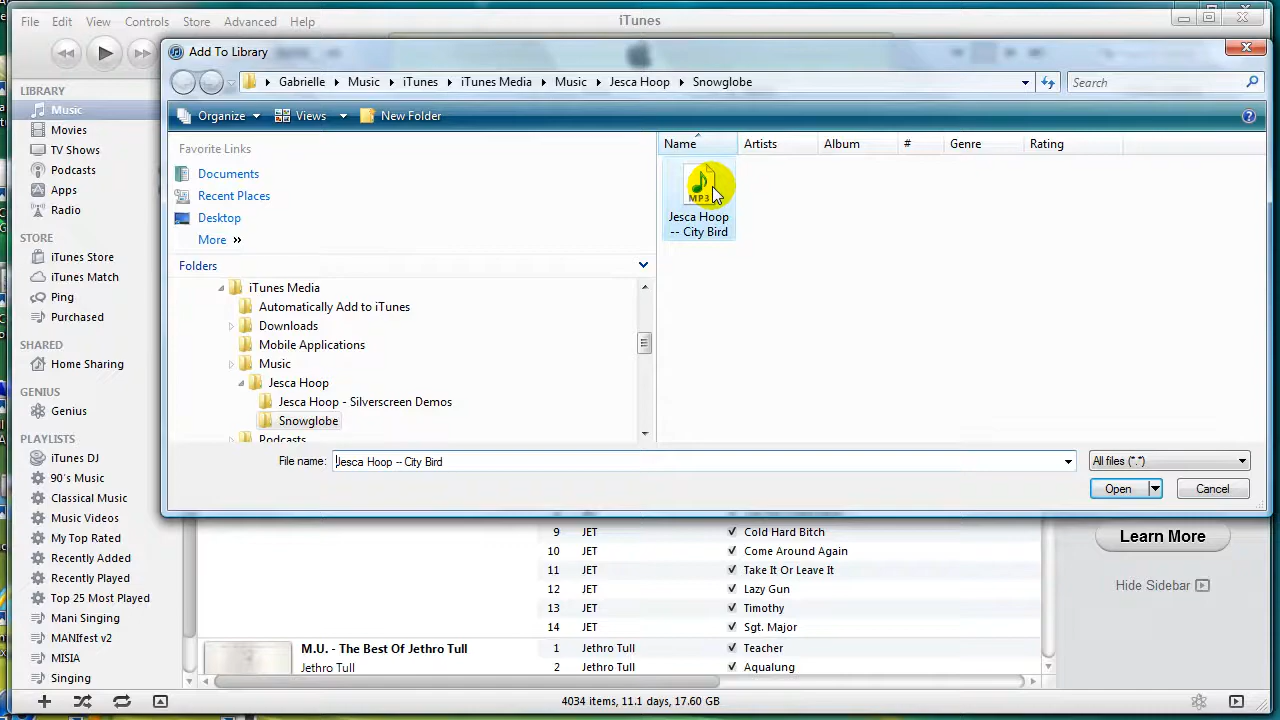 File Edit View Controls Store Advanced Help
iTunes
Add To Library
Gabrielle Music iTunes iTunes Media Music Jesca Hoop Snowglobe
Search
Organize Views New Folder
LIBRARY
Music
Movies
TV Shows
Podcasts
Apps
Radio
STORE
iTunes Store
iTunes Match
Ping
Purchased
SHARED
Home Sharing
GENIUS
Genius
PLAYLISTS
iTunes DJ
90's Music
Classical Music
Music Videos
My Top Rated
Recently Added
Recently Played
Top 25 Most Played
Mani Singing
MANIfest v2
MISIA
Singing
Favorite Links
Documents
Recent Places
Desktop
More »
Folders
iTunes Media
Automatically Add to iTunes
Downloads
Mobile Applications
Music
Jesca Hoop
Jesca Hoop - Silverscreen Demos
Snowglobe
Podcasts
Name Artists Album # Genre Rating
MP3
Jesca Hoop
-- City Bird
File name: Jesca Hoop -- City Bird
All files (*.*)
Open Cancel
9 JET Cold Hard Bitch
10 JET Come Around Again
11 JET Take It Or Leave It
12 JET Lazy Gun
13 JET Timothy
14 JET Sgt. Major
M.U. - The Best Of Jethro Tull 1 Jethro Tull Teacher
Jethro Tull 2 Jethro Tull Aqualung
Learn More
Hide Sidebar
4034 items, 11.1 days, 17.60 GB